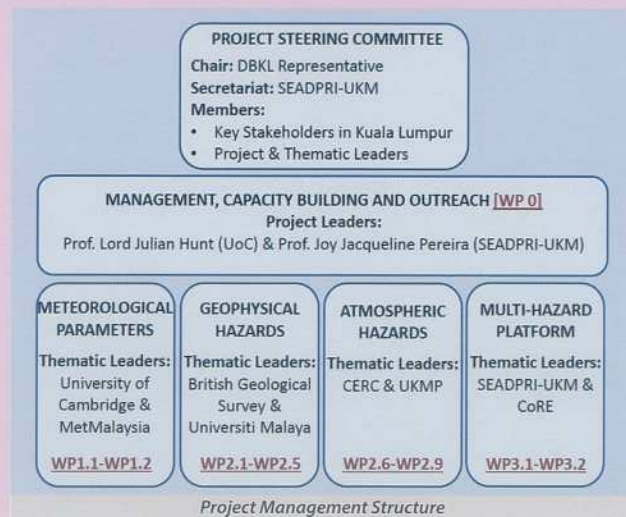 PROJECT STEERING COMMITTEE
Chair: DBKL Representative
Secretariat: SEADPRI-UKM
Members:
• Key Stakeholders in Kuala Lumpur
• Project & Thematic Leaders
MANAGEMENT, CAPACITY BUILDING AND OUTREACH [WP 0]
Project Leaders:
Prof. Lord Julian Hunt (UoC) & Prof. Joy Jacqueline Pereira (SEADPRI-UKM)
METEOROLOGICAL
PARAMETERS
Thematic Leaders:
University of
Cambridge &
MetMalaysia
WP1.1-WP1.2
GEOPHYSICAL
HAZARDS
Thematic Leaders:
British Geological
Survey &
Universiti Malaya
WP2.1-WP2.5
ATMOSPHERIC
HAZARDS
Thematic Leaders:
CERC & UKMP
WP2.6-WP2.9
MULTI-HAZARD
PLATFORM
Thematic Leaders:
SEADPRI-UKM &
CoRE
WP3.1-WP3.2
Project Management Structure